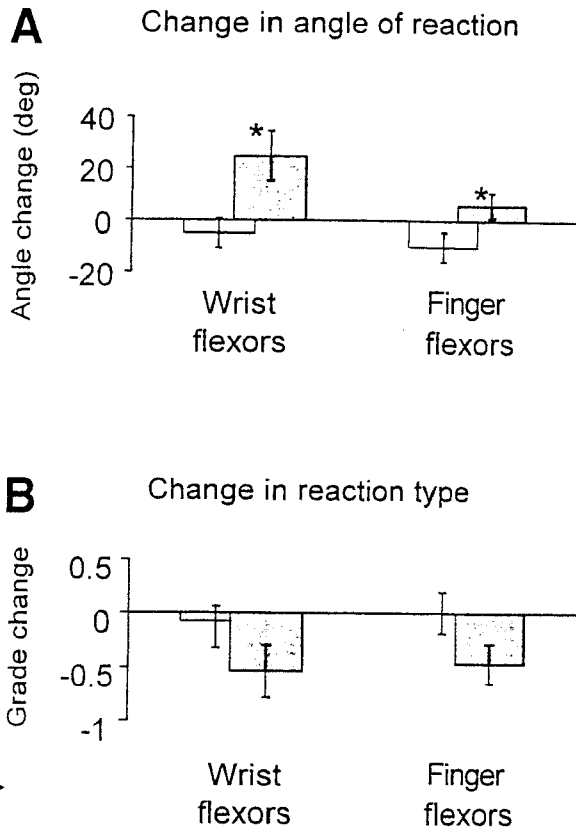 A
Change in angle of reaction
Angle change (deg)
40
20
0
-20
*
*
Wrist
flexors
Finger
flexors
B
Change in reaction type
Grade change
0.5
0
-0.5
-1
Wrist
flexors
Finger
flexors